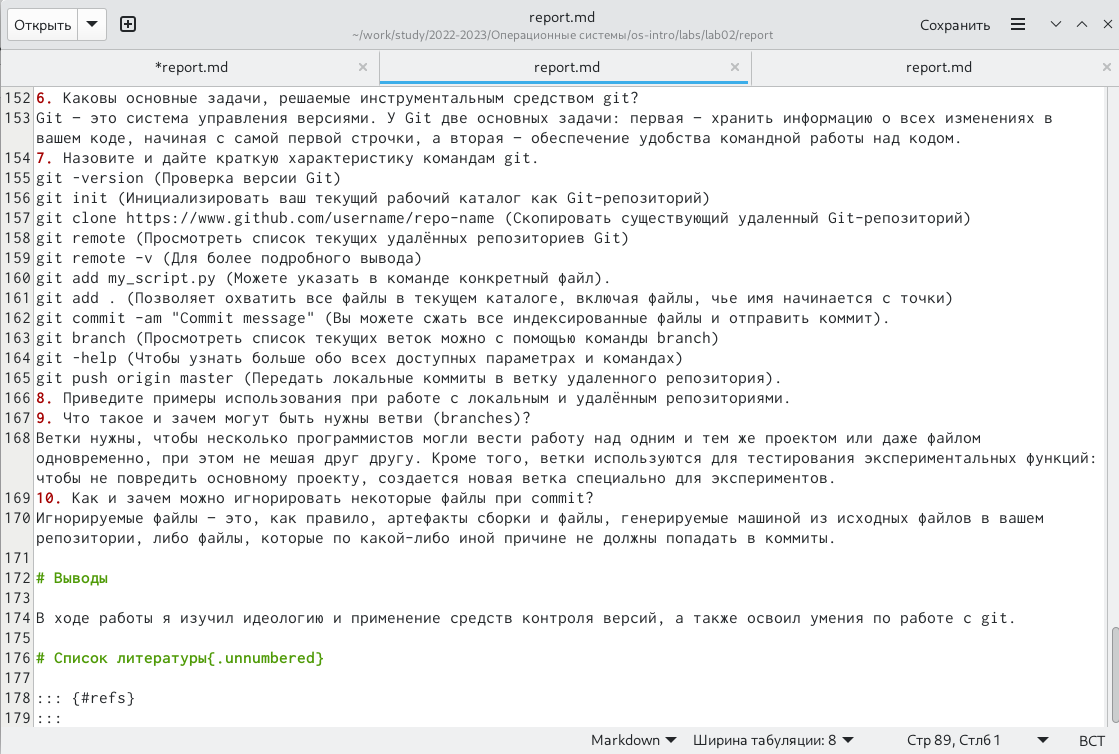 Открыть
report.md
~/work/study/2022-2023/Операционные системы/os-intro/labs/lab02/report
Сохранить
*report.md
report.md
report.md
152 6. Каковы основные задачи, решаемые инструментальным средством git?
153 Git – это система управления версиями. У Git две основных задачи: первая – хранить информацию о всех изменениях в
вашем коде, начиная с самой первой строчки, а вторая – обеспечение удобства командной работы над кодом.
154 7. Назовите и дайте краткую характеристику командам git.
155 git -version (Проверка версии Git)
156 git init (Инициализировать ваш текущий рабочий каталог как Git-репозиторий)
157 git clone https://www.github.com/username/repo-name (Скопировать существующий удаленный Git-репозиторий)
158 git remote (Просмотреть список текущих удалённых репозиториев Git)
159 git remote -v (Для более подробного вывода)
160 git add my_script.py (Можете указать в команде конкретный файл).
161 git add . (Позволяет охватить все файлы в текущем каталоге, включая файлы, чье имя начинается с точки)
162 git commit -am "Commit message" (Вы можете сжать все индексированные файлы и отправить коммит).
163 git branch (Просмотреть список текущих веток можно с помощью команды branch)
164 git -help (Чтобы узнать больше обо всех доступных параметрах и командах)
165 git push origin master (Передать локальные коммиты в ветку удаленного репозитория).
166 8. Приведите примеры использования при работе с локальным и удалённым репозиториями.
167 9. Что такое и зачем могут быть нужны ветви (branches)?
168 Ветки нужны, чтобы несколько программистов могли вести работу над одним и тем же проектом или даже файлом
одновременно, при этом не мешая друг другу. Кроме того, ветки используются для тестирования экспериментальных функций:
чтобы не повредить основному проекту, создается новая ветка специально для экспериментов.
169 10. Как и зачем можно игнорировать некоторые файлы при commit?
170 Игнорируемые файлы – это, как правило, артефакты сборки и файлы, генерируемые машиной из исходных файлов в вашем
репозитории, либо файлы, которые по какой-либо иной причине не должны попадать в коммиты.
171
172 # Выводы
173
174 В ходе работы я изучил идеологию и применение средств контроля версий, а также освоил умения по работе с git.
175
176 # Список литературы{.unnumbered}
177
178 ::: {#refs}
179 :::
Markdown
Ширина табуляции: 8
Стр 89, Стлб 1
ВСТ